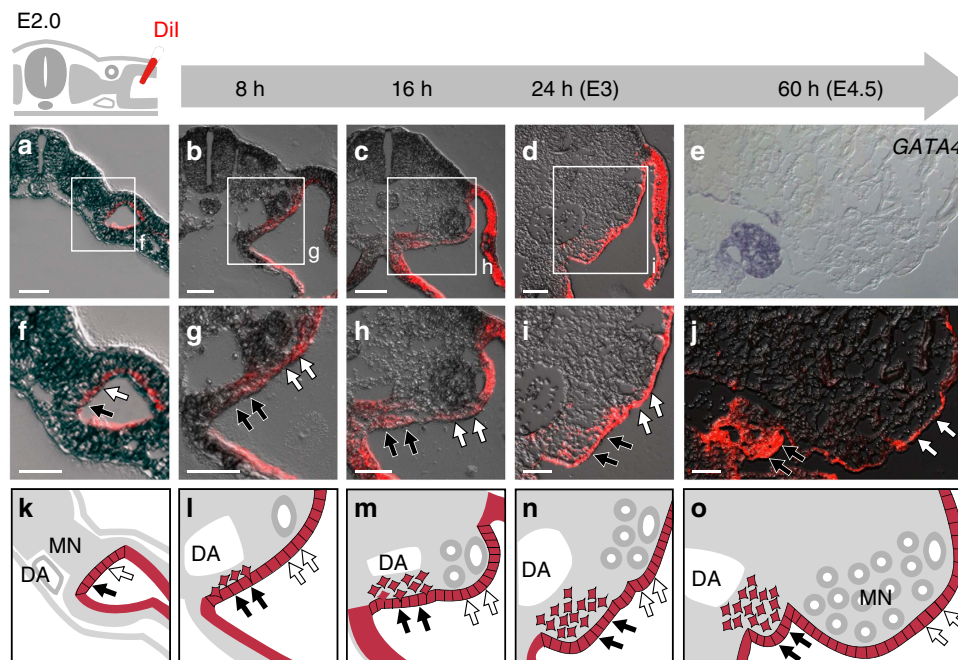 E2.0
DiI
8 h
16 h
24 h (E3)
60 h (E4.5)
a
b
c
d
e
GATA4
f
g
h
i
f
g
h
i
j
k
l
m
n
o
MN
DA
DA
DA
DA
DA
MN